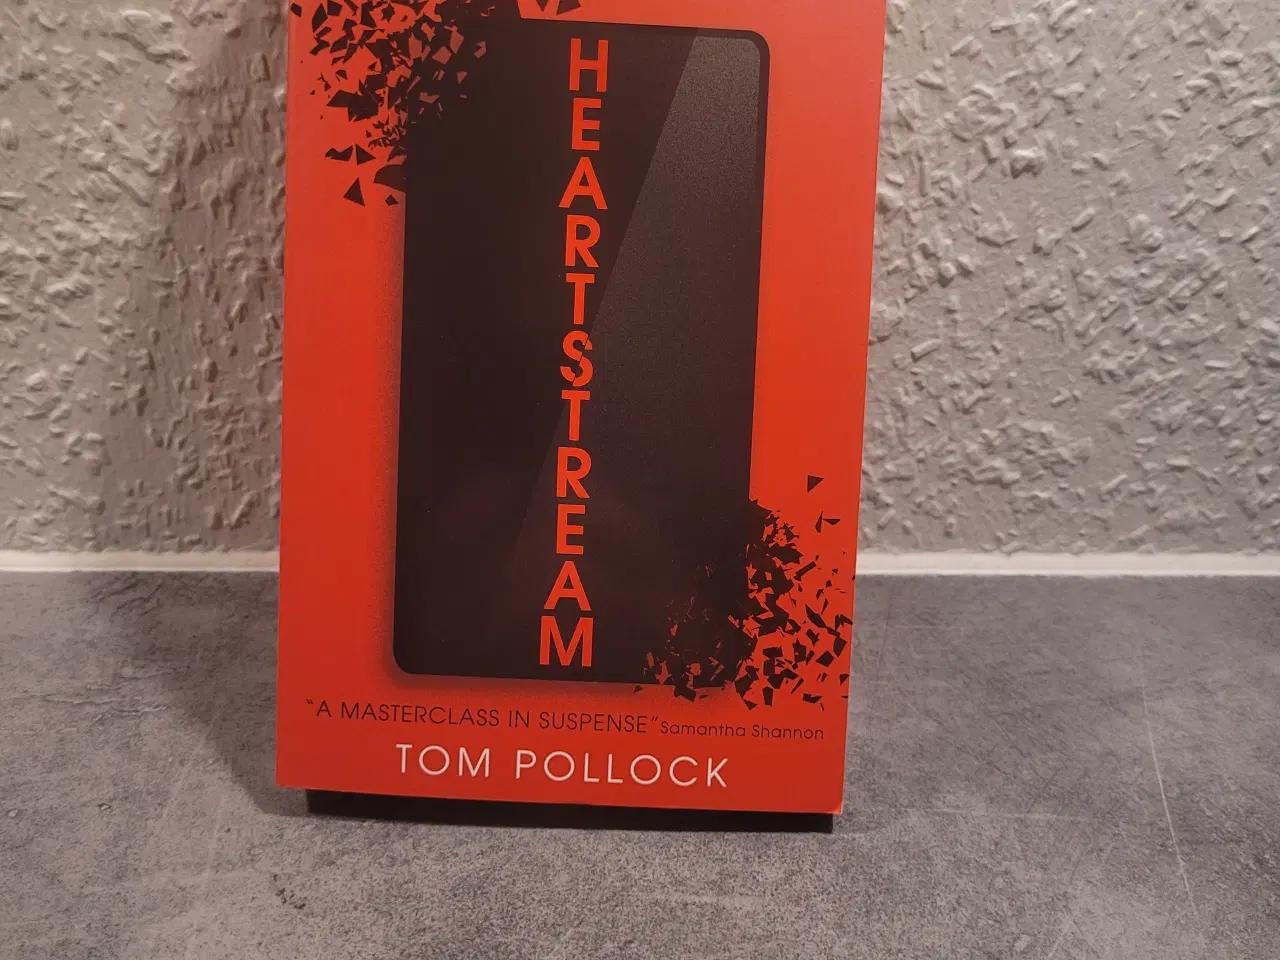 HEARTSTREAM
"A MASTERCLASS IN SUSPENSE" Samantha Shannon
TOM POLLOCK